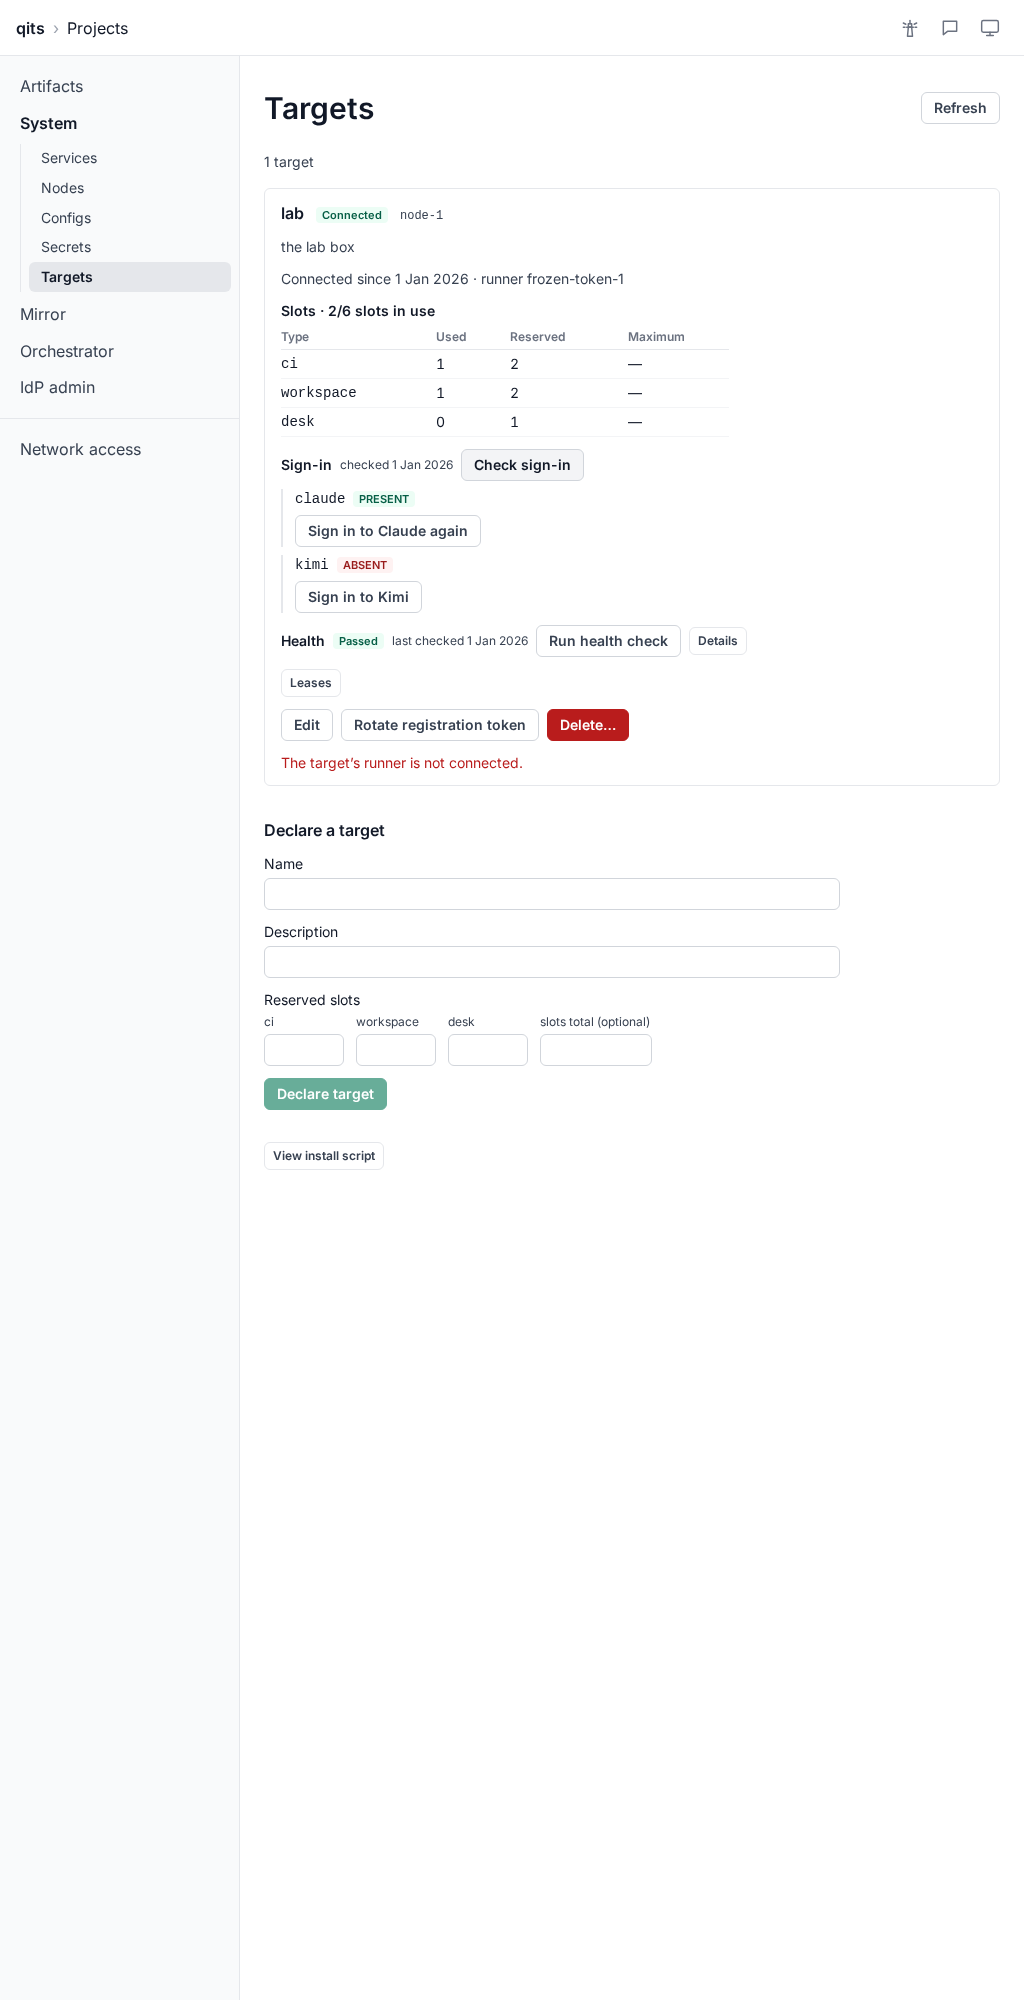 qits › Projects
Artifacts
System
Services
Nodes
Configs
Secrets
Targets
Mirror
Orchestrator
IdP admin
Network access
Targets
Refresh
1 target
lab Connected node-1
the lab box
Connected since 1 Jan 2026 · runner frozen-token-1
Slots · 2/6 slots in use
Type Used Reserved Maximum
ci 1 2 —
workspace 1 2 —
desk 0 1 —
Sign-in checked 1 Jan 2026 Check sign-in
claude PRESENT
Sign in to Claude again
kimi ABSENT
Sign in to Kimi
Health Passed last checked 1 Jan 2026 Run health check Details
Leases
Edit Rotate registration token Delete…
The target’s runner is not connected.
Declare a target
Name
Description
Reserved slots
ci workspace desk slots total (optional)
Declare target
View install script